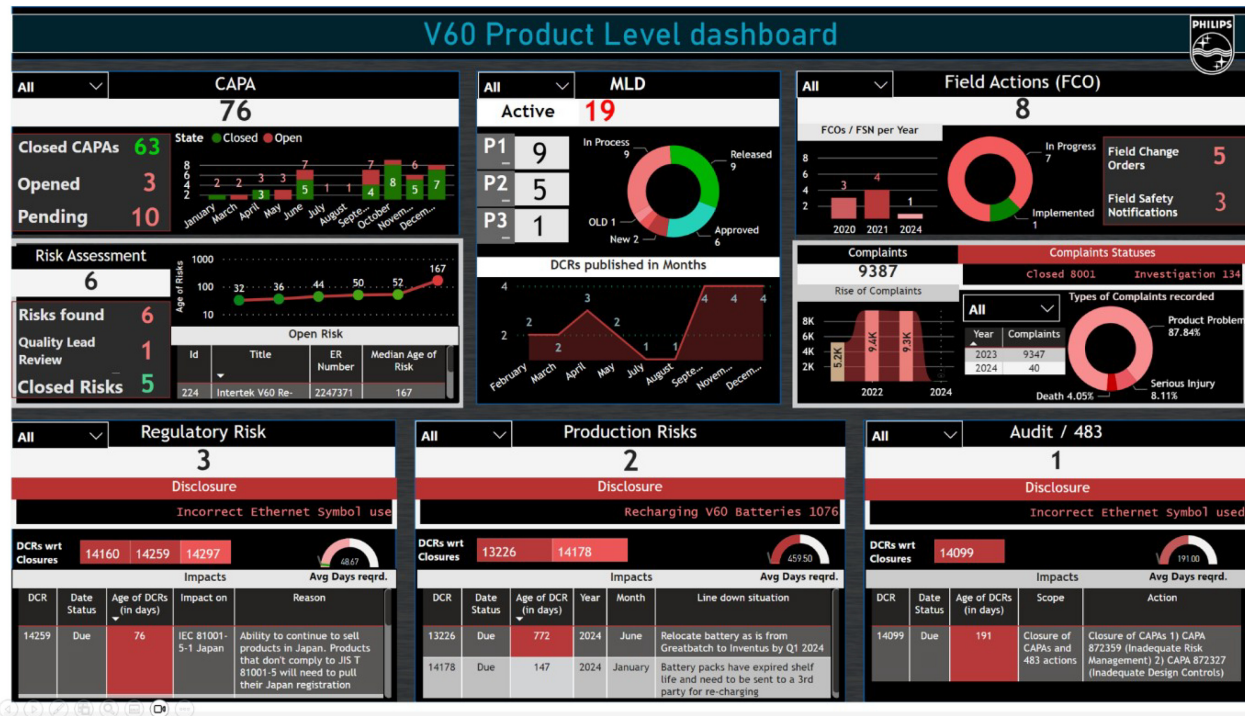 V60 Product Level dashboard
PHILIPS
All
CAPA
76
Closed CAPAs 63
Opened 3
Pending 10
State Closed Open
8
6
4
2
2 2 3 3 7 1 1 7 6
3 5 4 8 5 7
January March April May June July August Septe... October Novem... Decem...
Risk Assessment
6
Risks found 6
Quality Lead Review 1
Closed Risks 5
Age of Risks
1000
100
10
32 36 44 50 52 167
Open Risk
Id Title ER Number Median Age of Risk
224 Intertek V60 Re- 2247371 167
All
MLD
Active 19
P1 9
P2 5
P3 1
In Process 9
Released 9
OLD 1
New 2
Approved 6
DCRs published in Months
4
2
2 2 3 2 1 1 4 4 4
February March April May July August Septe... Novem... Decem...
All
Field Actions (FCO)
8
FCOs / FSN per Year
8
6
4
2
3 4 1
2020 2021 2024
In Progress 7
Implemented 1
Field Change Orders 5
Field Safety Notifications 3
Complaints
9387
Rise of Complaints
8K
6K
4K
2K
5.2K 9.4K 9.3K
2022 2024
Complaints Statuses
Closed 8001 Investigation 134
All
Year Complaints
2023 9347
2024 40
Types of Complaints recorded
Product Problem 87.84%
Serious Injury 8.11%
Death 4.05%
All
Regulatory Risk
3
Disclosure
Incorrect Ethernet Symbol use
DCRs wrt Closures
14160 14259 14297
48.67
Impacts Avg Days reqrd.
DCR Date Status Age of DCRs (in days) Impact on Reason
14259 Due 76 IEC 81001-5-1 Japan Ability to continue to sell products in Japan. Products that don't comply to JIS T 81001-5 will need to pull their Japan registration
All
Production Risks
2
Disclosure
Recharging V60 Batteries 1076
DCRs wrt Closures
13226 14178
459.50
Impacts Avg Days reqrd.
DCR Date Status Age of DCR (in days) Year Month Line down situation
13226 Due 772 2024 June Relocate battery as is from Greatbatch to Inventus by Q1 2024
14178 Due 147 2024 January Battery packs have expired shelf life and need to be sent to a 3rd party for re-charging
All
Audit / 483
1
Disclosure
Incorrect Ethernet Symbol used
DCRs wrt Closures
14099
191.00
Impacts Avg Days reqrd.
DCR Date Status Age of DCRs (in days) Scope Action
14099 Due 191 Closure of CAPAs and 483 actions Closure of CAPAs 1) CAPA 872359 (Inadequate Risk Management) 2) CAPA 872327 (Inadequate Design Controls)